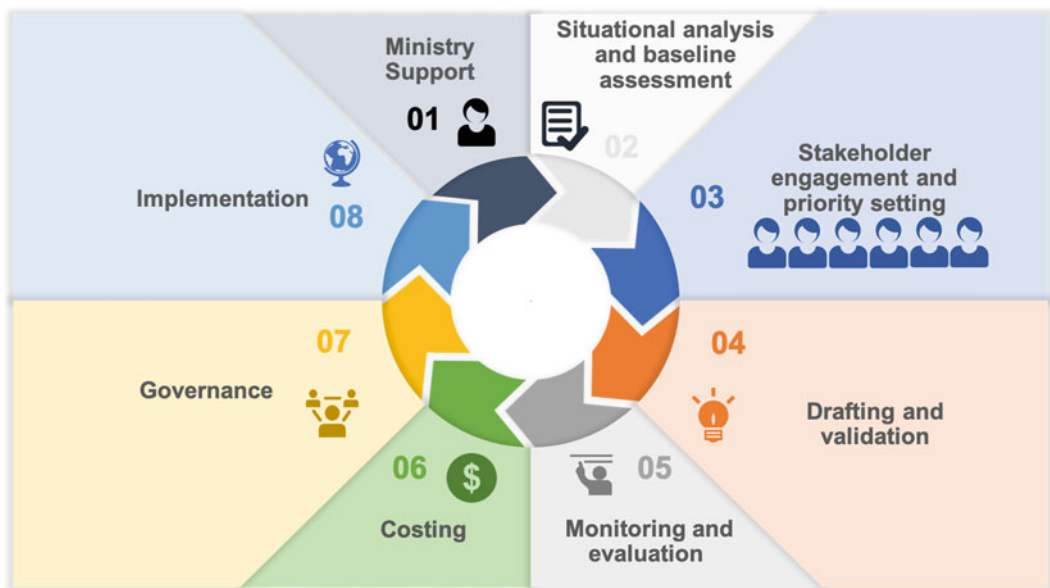 Ministry
Support
01
Situational analysis
and baseline
assessment
02
03
Stakeholder
engagement and
priority setting
04
Drafting and
validation
05
Monitoring and
evaluation
06
$
Costing
07
Governance
Implementation
08